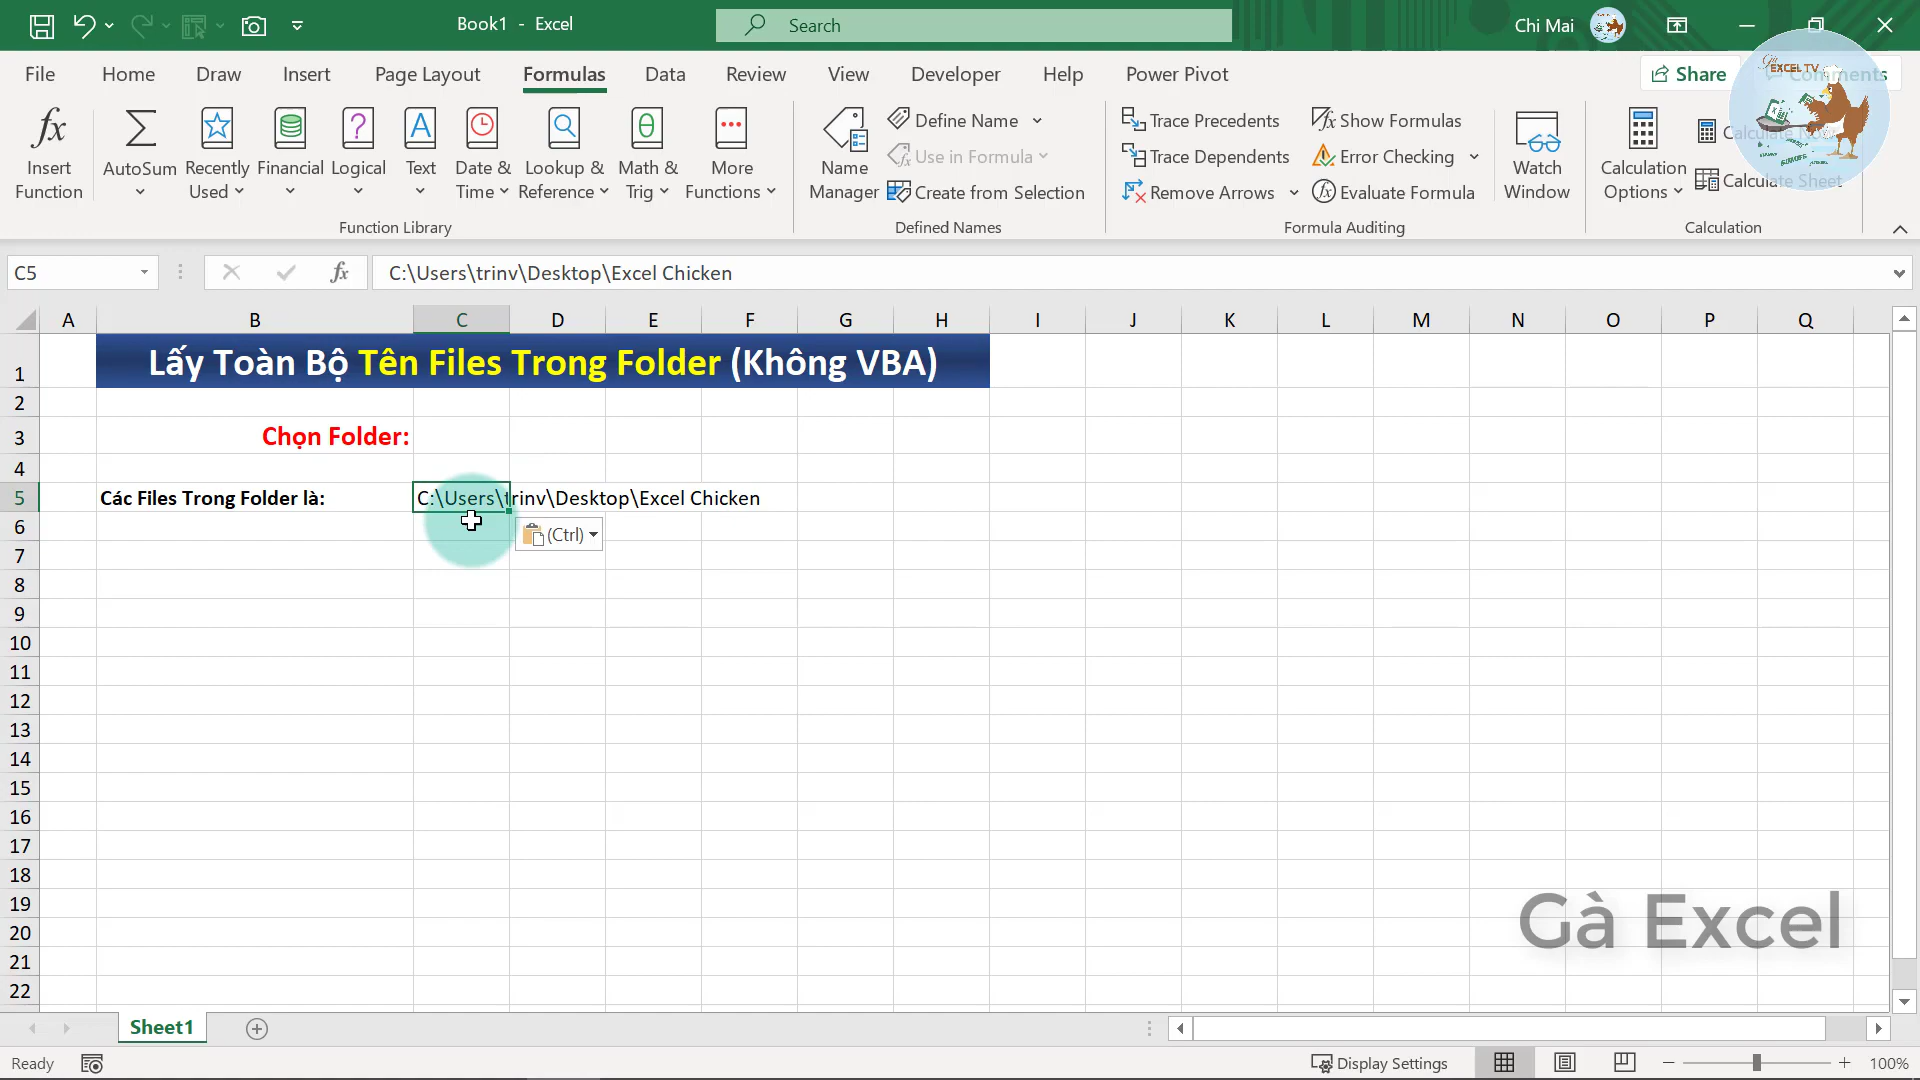 Book1 - Excel
Search
Chi Mai
File Home Draw Insert Page Layout Formulas Data Review View Developer Help Power Pivot
Share
Comments
EXCEL TV
Insert Function
AutoSum
Recently Used
Financial
Logical
Text
Date & Time
Lookup & Reference
Math & Trig
More Functions
Function Library
Name Manager
Define Name
Use in Formula
Create from Selection
Defined Names
Trace Precedents
Trace Dependents
Remove Arrows
Show Formulas
Error Checking
Evaluate Formula
Formula Auditing
Watch Window
Calculation Options
Calculate Now
Calculate Sheet
Calculation
C5
fx
C:\Users\trinv\Desktop\Excel Chicken
A B C D E F G H I J K L M N O P Q
1 Lấy Toàn Bộ Tên Files Trong Folder (Không VBA)
2
3 Chọn Folder:
4
5 Các Files Trong Folder là: C:\Users\trinv\Desktop\Excel Chicken
6 (Ctrl)
7
8
9
10
11
12
13
14
15
16
17
18
19
20
21
22
Gà Excel
Sheet1
Ready
Display Settings
100%